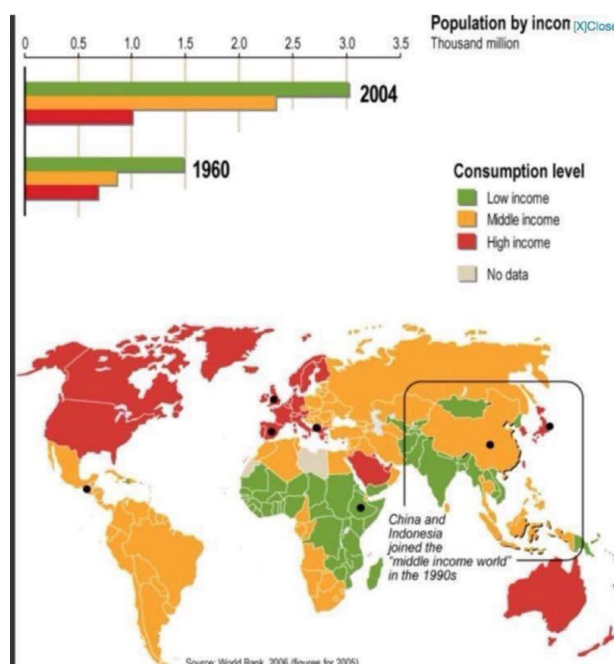 Population by incom [X]Close
Thousand million
0 0.5 1.0 1.5 2.0 2.5 3.0 3.5
2004
1960
Consumption level
Low income
Middle income
High income
No data
China and
Indonesia
joined the
"middle income world"
in the 1990s
Source: World Bank, 2006 (figures for 2005)